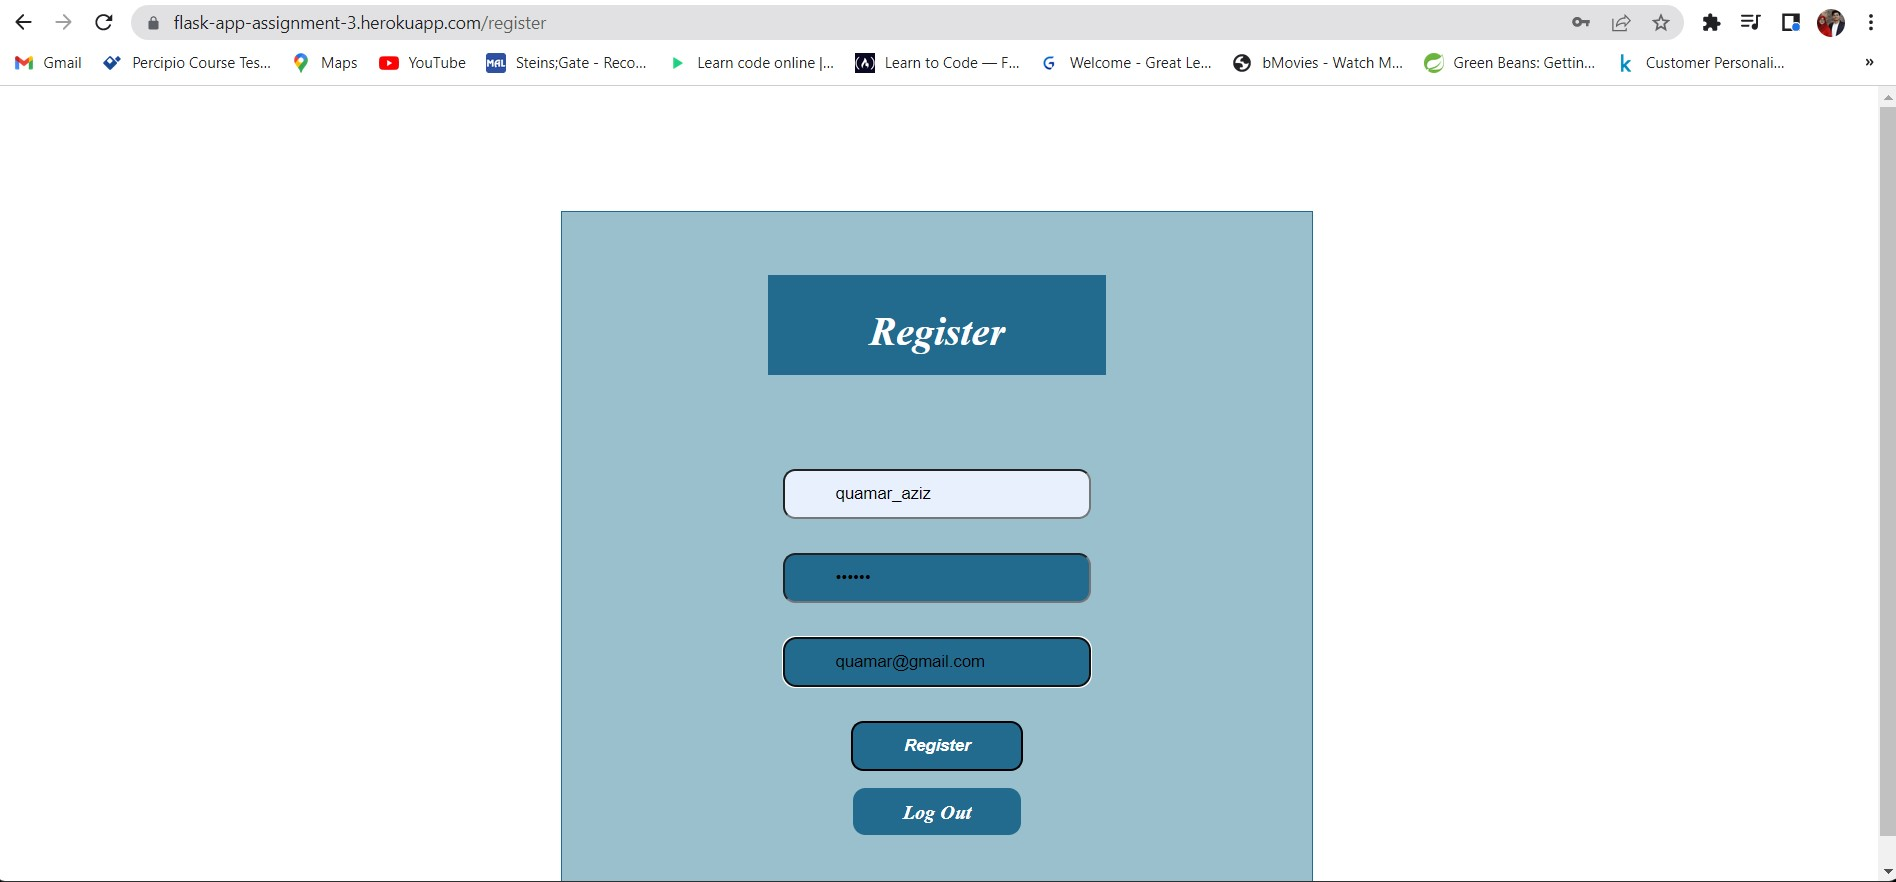 flask-app-assignment-3.herokuapp.com/register
Gmail Percipio Course Tes... Maps YouTube MAL Steins;Gate - Reco... Learn code online |... Learn to Code — F... Welcome - Great Le... bMovies - Watch M... Green Beans: Gettin... Customer Personali... »
Register
quamar_aziz
••••••
quamar@gmail.com
Register
Log Out